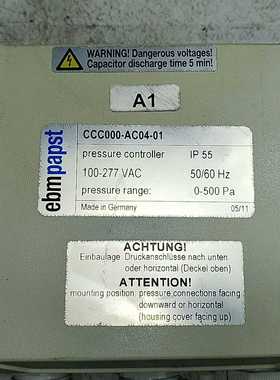 WARNING! Dangerous voltages!
Capacitor discharge time 5 min!
A1
ebmpapst
CCC000-AC04-01
pressure controller IP 55
100-277 VAC 50/60 Hz
pressure range: 0-500 Pa
Made in Germany 05/11
ACHTUNG!
Einbaulage: Druckanschlüsse nach unten
oder horizontal (Deckel oben)
ATTENTION!
mounting position: pressure connections facing
downward or horizontal
(housing cover facing up)